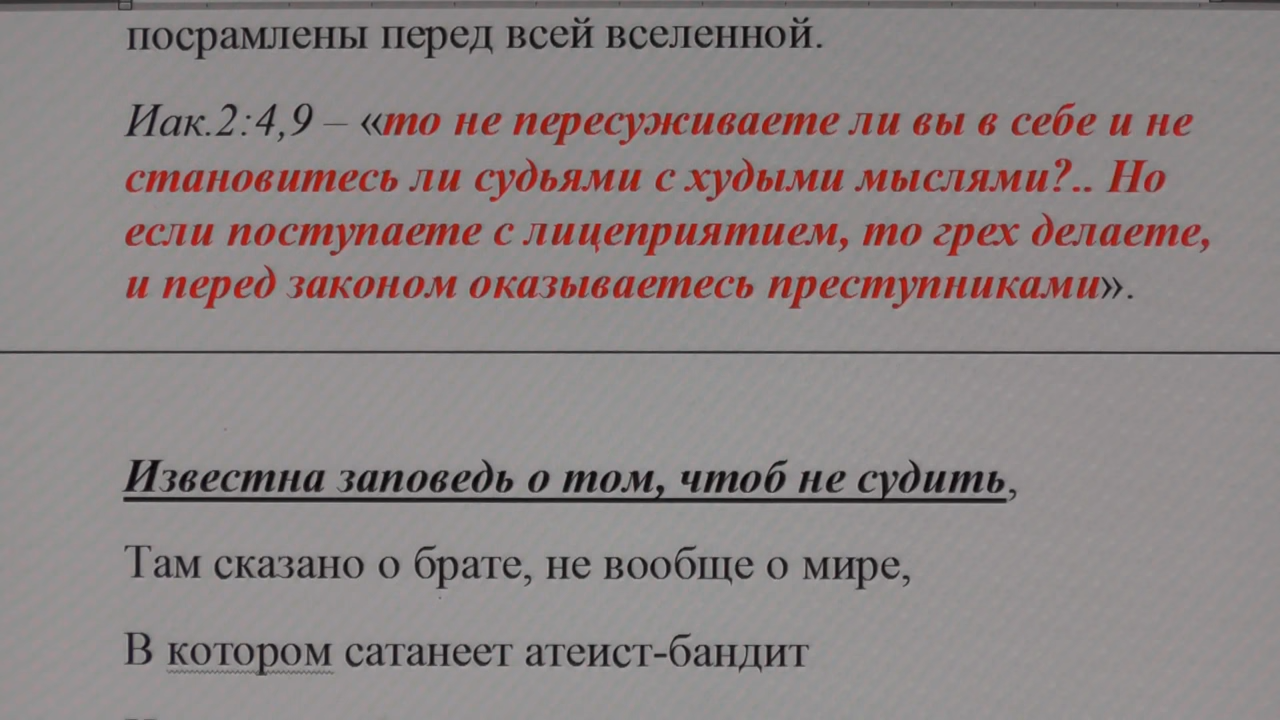 посрамлены перед всей вселенной.
Иак.2:4,9 – «то не пересуживаете ли вы в себе и не
становитесь ли судьями с худыми мыслями?.. Но
если поступаете с лицеприятием, то грех делаете,
и перед законом оказываетесь преступниками».
Известна заповедь о том, чтоб не судить,
Там сказано о брате, не вообще о мире,
В котором сатанеет атеист-бандит